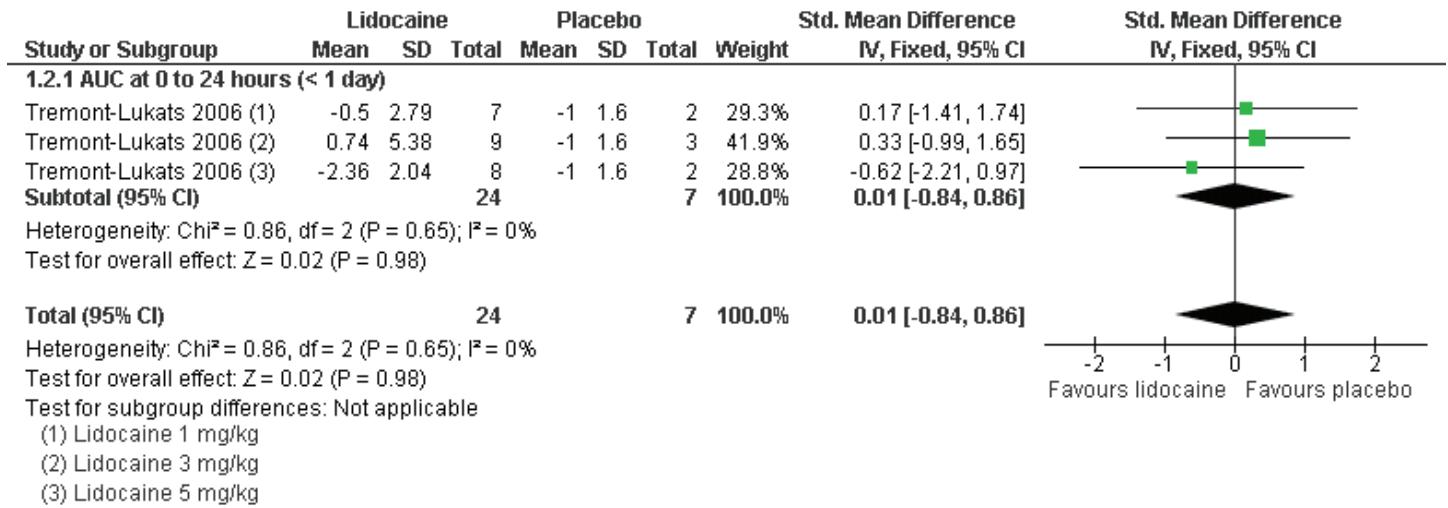 Lidocaine Placebo Std. Mean Difference Std. Mean Difference
Study or Subgroup Mean SD Total Mean SD Total Weight IV, Fixed, 95% CI IV, Fixed, 95% CI
1.2.1 AUC at 0 to 24 hours (< 1 day)
Tremont-Lukats 2006 (1) -0.5 2.79 7 -1 1.6 2 29.3% 0.17 [-1.41, 1.74]
Tremont-Lukats 2006 (2) 0.74 5.38 9 -1 1.6 3 41.9% 0.33 [-0.99, 1.65]
Tremont-Lukats 2006 (3) -2.36 2.04 8 -1 1.6 2 28.8% -0.62 [-2.21, 0.97]
Subtotal (95% CI) 24 7 100.0% 0.01 [-0.84, 0.86]
Heterogeneity: Chi² = 0.86, df = 2 (P = 0.65); I² = 0%
Test for overall effect: Z = 0.02 (P = 0.98)
Total (95% CI) 24 7 100.0% 0.01 [-0.84, 0.86]
Heterogeneity: Chi² = 0.86, df = 2 (P = 0.65); I² = 0%
Test for overall effect: Z = 0.02 (P = 0.98)
Test for subgroup differences: Not applicable
-2 -1 0 1 2
Favours lidocaine Favours placebo
(1) Lidocaine 1 mg/kg
(2) Lidocaine 3 mg/kg
(3) Lidocaine 5 mg/kg